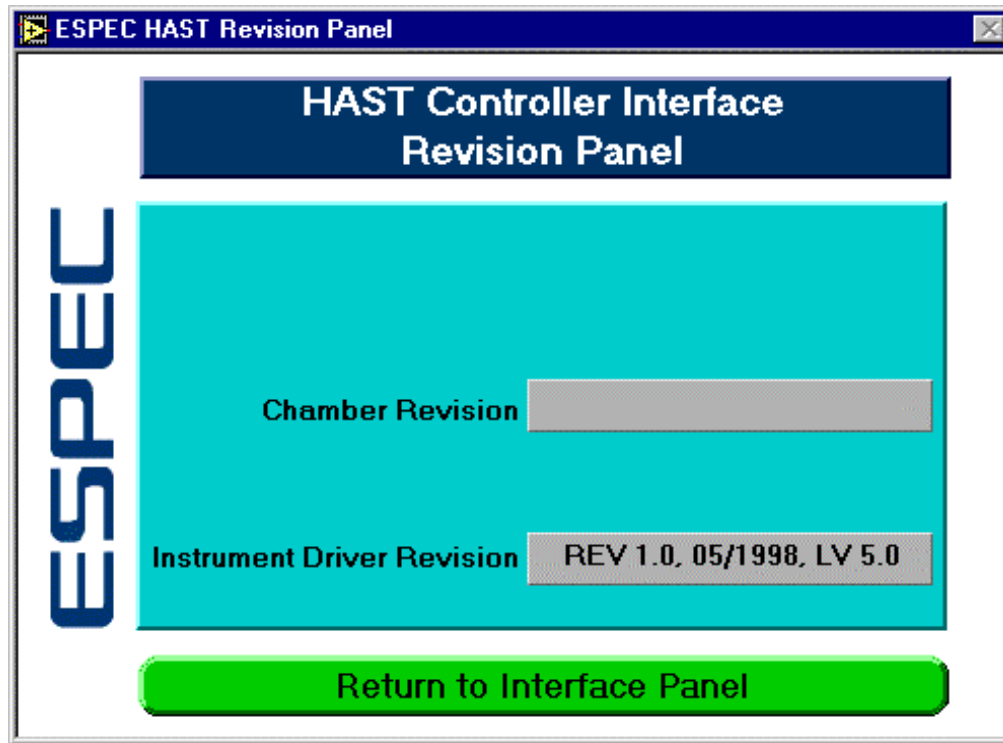 ESPEC HAST Revision Panel
HAST Controller Interface
Revision Panel
ESPEC
Chamber Revision
Instrument Driver Revision REV 1.0, 05/1998, LV 5.0
Return to Interface Panel